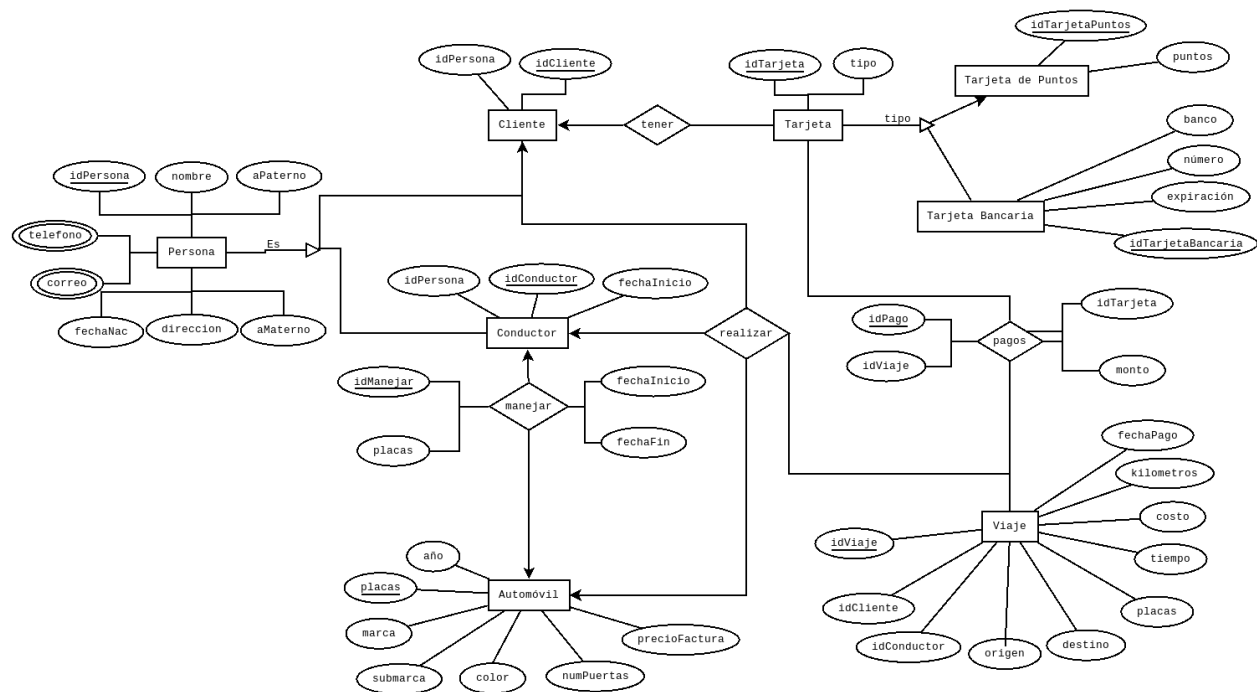 idTarjetaPuntos
idPersona
idCliente
idTarjeta
tipo
puntos
Tarjeta de Puntos
banco
Cliente
tener
Tarjeta
tipo
número
idPersona
nombre
aPaterno
expiración
Tarjeta Bancaria
telefono
idTarjetaBancaria
Persona
Es
correo
idPersona
idConductor
fechaInicio
fechaNac
direccion
aMaterno
Conductor
realizar
idPago
idTarjeta
pagos
idViaje
monto
idManejar
fechaInicio
manejar
placas
fechaFin
fechaPago
kilometros
costo
Viaje
idViaje
tiempo
año
placas
Automóvil
idCliente
placas
marca
precioFactura
idConductor
origen
destino
submarca
color
numPuertas